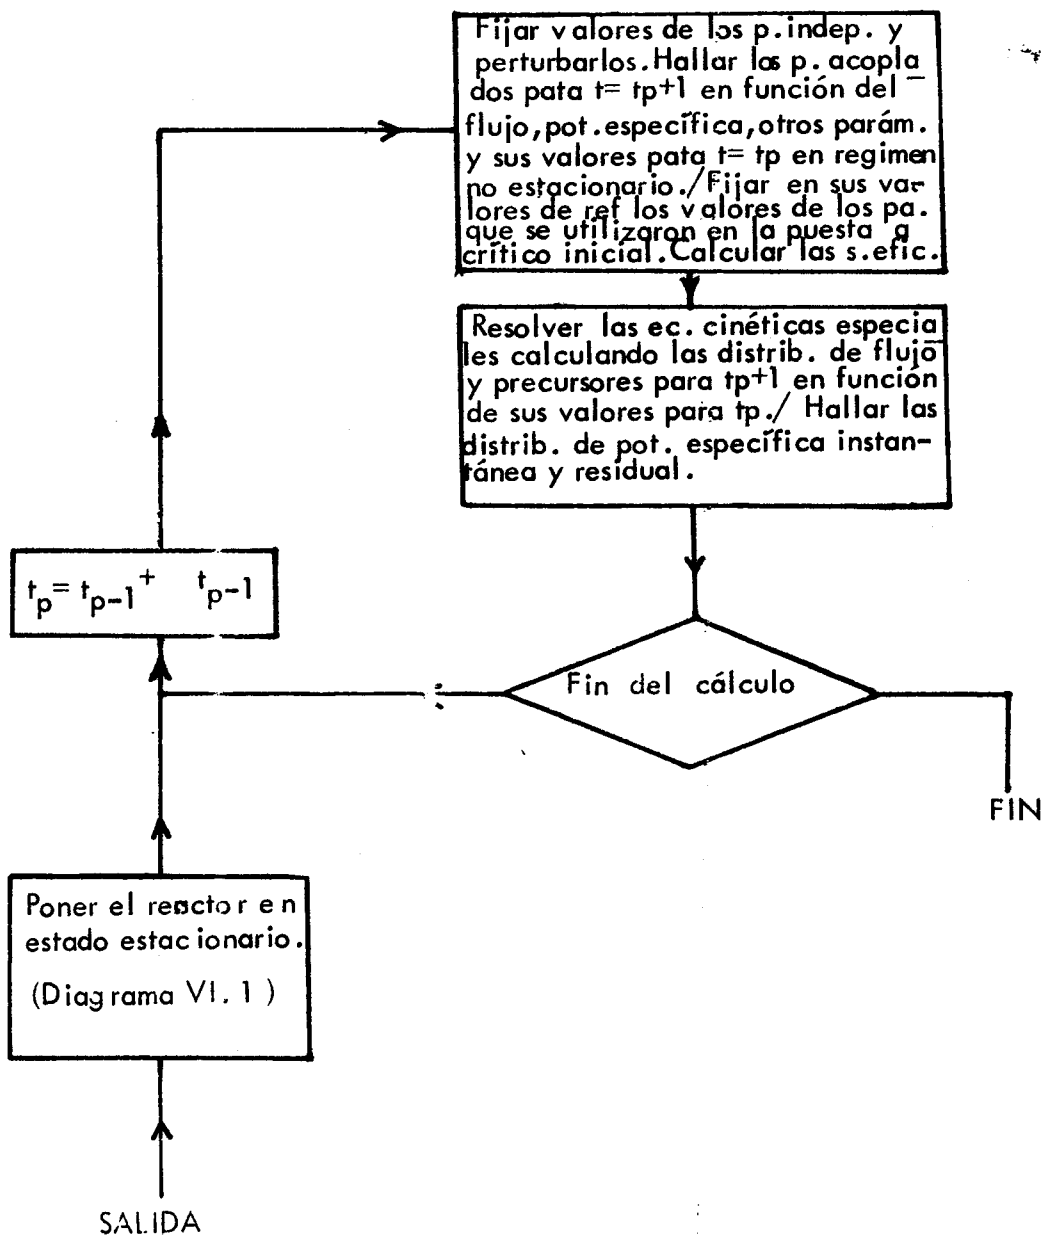 Fijar valores de los p.indep. y
perturbarlos.Hallar los p. acopla
dos pata t= tp+1 en función del
flujo,pot.específica,otros parám.
y sus valores pata t= tp en regimen
no estacionario./Fijar en sus va-
lores de ref los valores de los pa.
que se utilizaron en la puesta a
crítico inicial.Calcular las s.efic.
Resolver las ec. cinéticas especia
les calculando las distrib. de flujo
y precursores para tp+1 en función
de sus valores para tp./ Hallar las
distrib. de pot. específica instan-
tánea y residual.
tp= tp-1+ tp-1
Fin del cálculo
FIN
Poner el reactor en
estado estacionario.
(Diagrama VI. 1 )
SALIDA